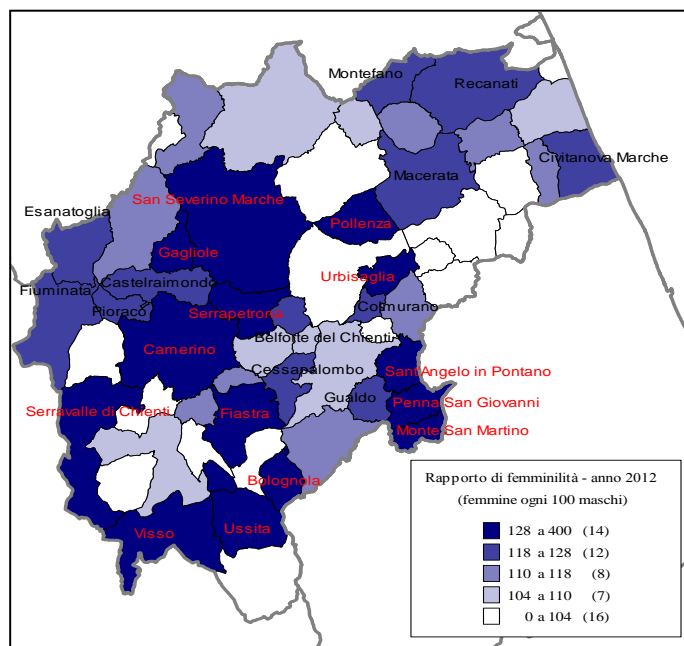 Montefano
Recanati
Civitanova Marche
Macerata
San Severino Marche
Pollenza
Esanatoglia
Gagliole
Urbisaglia
Castelraimondo
Fiuminata
Pioraco
Serrapetrona
Colmurano
Belforte del Chienti
Camerino
Cessapalombo
Sant'Angelo in Pontano
Gualdo
Penna San Giovanni
Serravalle di Chienti
Fiastra
Monte San Martino
Bolognola
Visso
Ussita
Rapporto di femminilità - anno 2012
(femmine ogni 100 maschi)
128 a 400 (14)
118 a 128 (12)
110 a 118 (8)
104 a 110 (7)
0 a 104 (16)